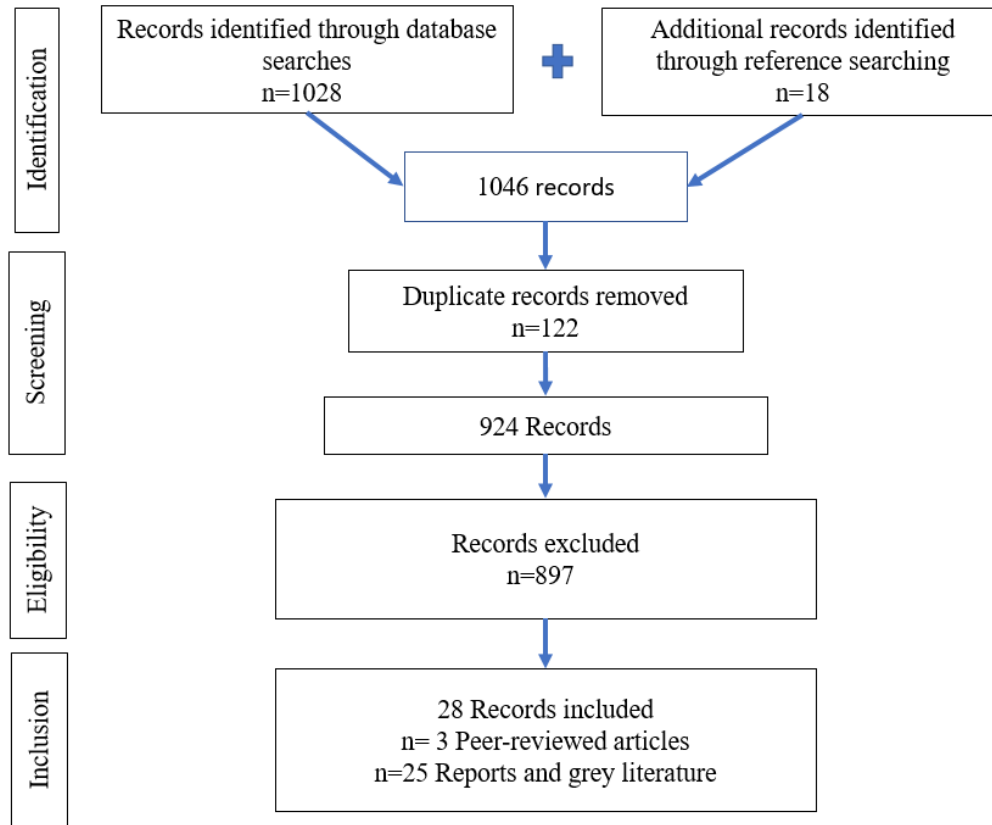 Identification
Records identified through database
searches
n=1028
Additional records identified
through reference searching
n=18
1046 records
Screening
Duplicate records removed
n=122
924 Records
Eligibility
Records excluded
n=897
Inclusion
28 Records included
n= 3 Peer-reviewed articles
n=25 Reports and grey literature